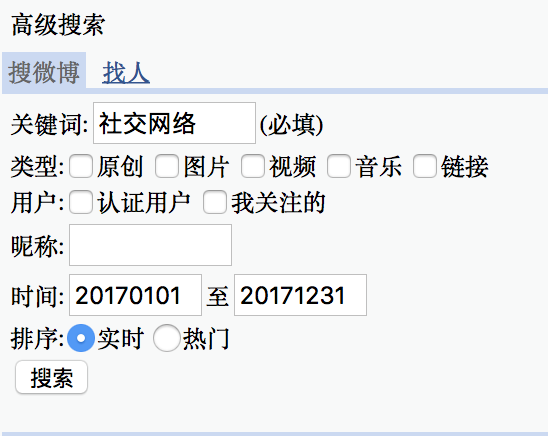 高级搜索
搜微博 找人
关键词: 社交网络 (必填)
类型: 原创 图片 视频 音乐 链接
用户: 认证用户 我关注的
昵称:
时间: 20170101 至 20171231
排序: 实时 热门
搜索